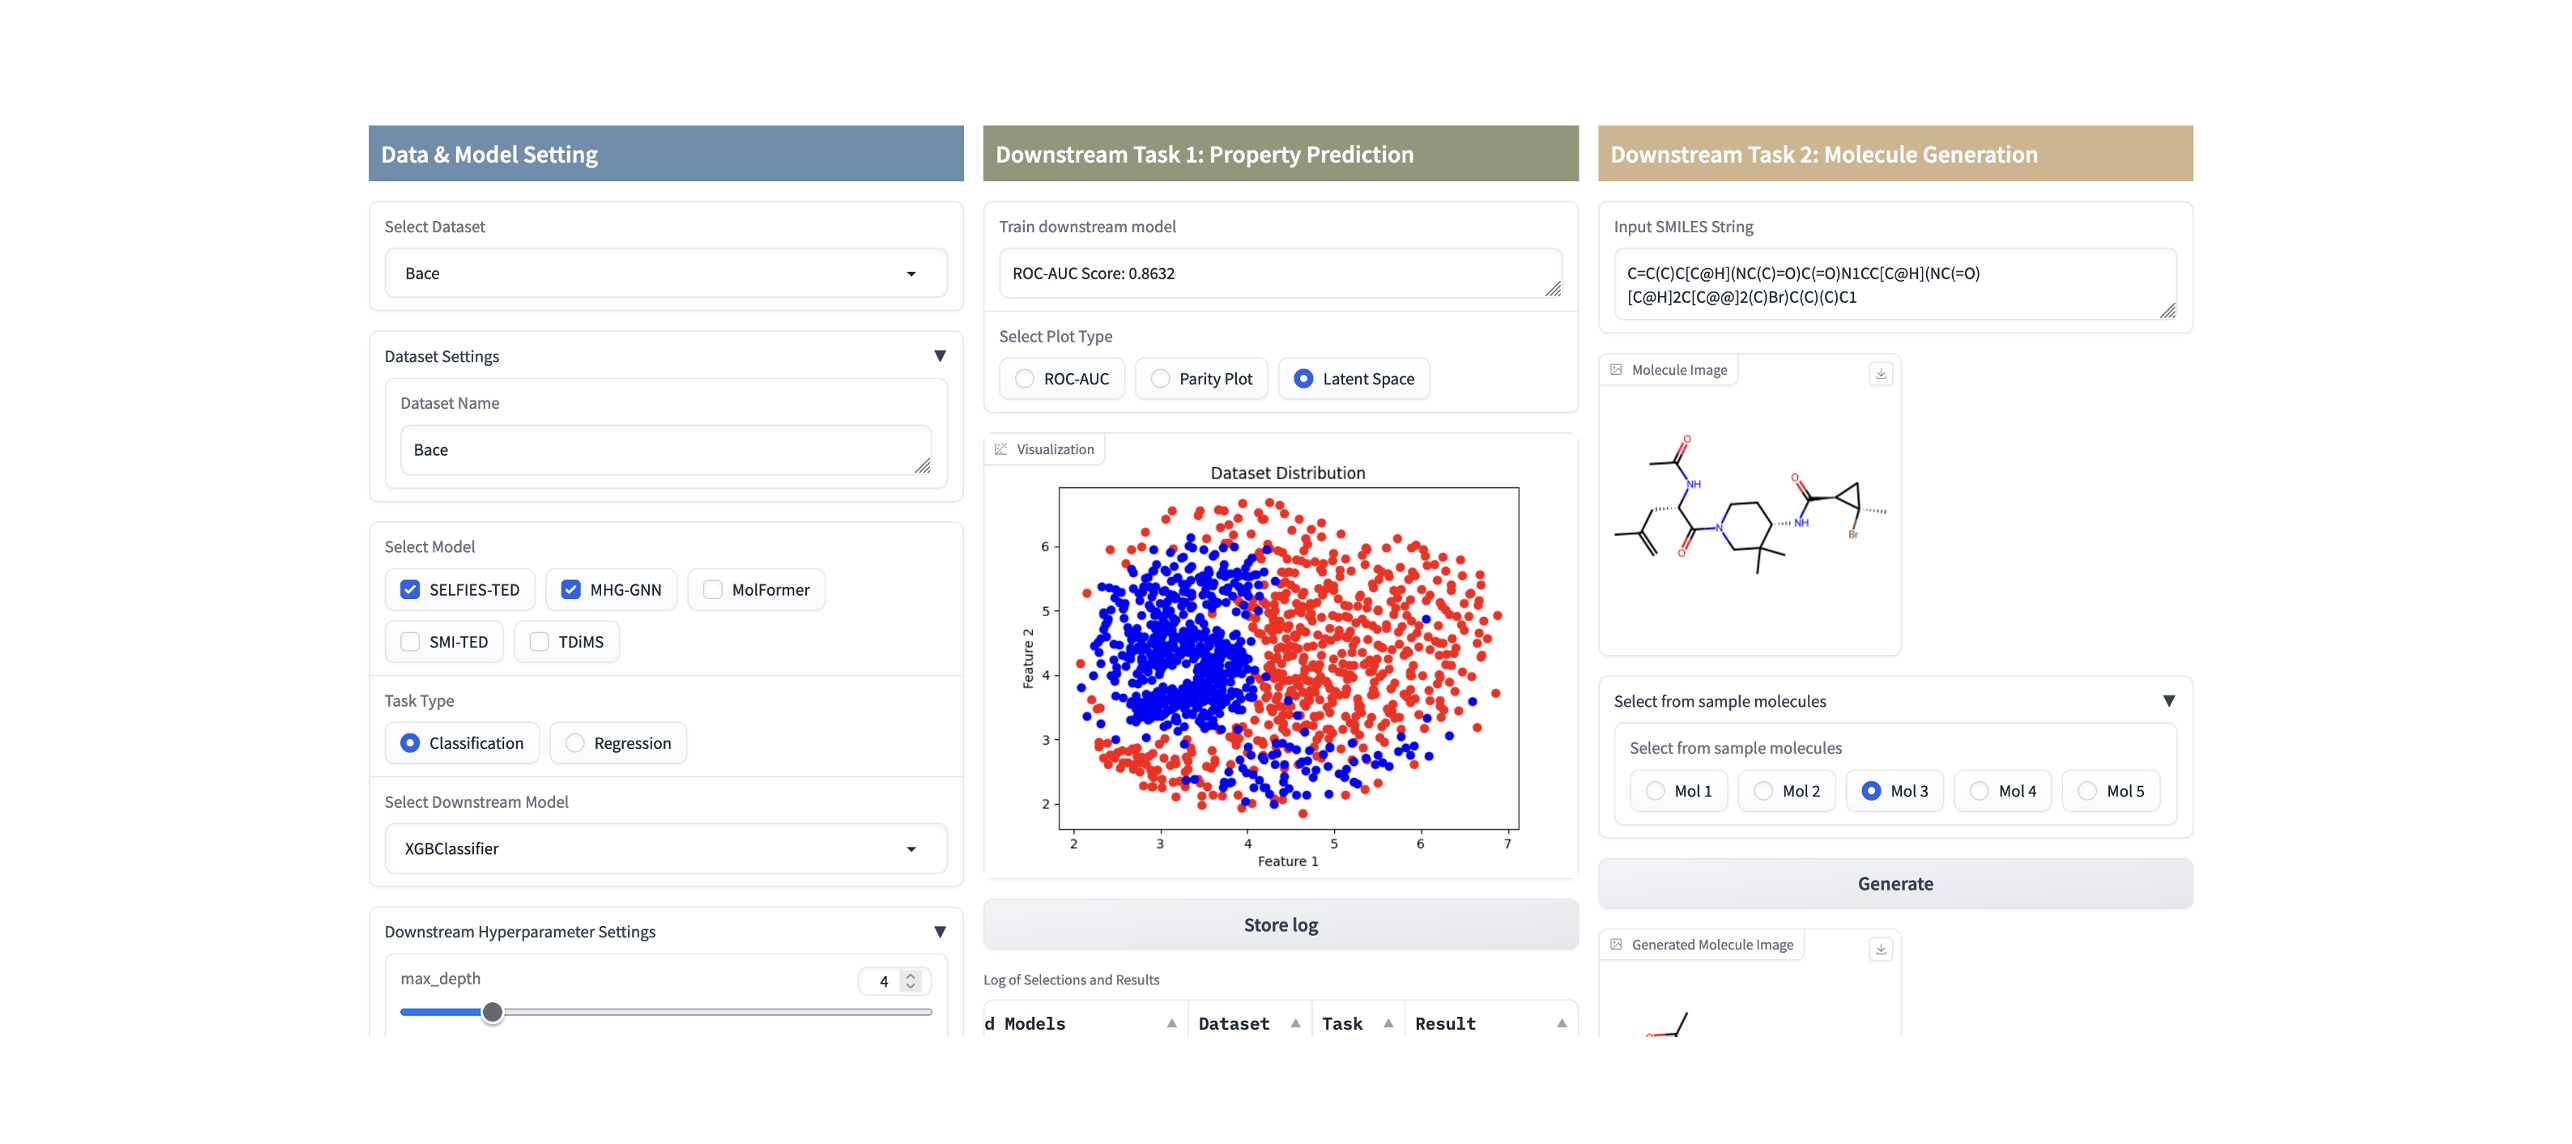 Data & Model Setting
Select Dataset
Bace
Dataset Settings
Dataset Name
Bace
Select Model
SELFIES-TED
MHG-GNN
MolFormer
SMI-TED
TDiMS
Task Type
Classification
Regression
Select Downstream Model
XGBClassifier
Downstream Hyperparameter Settings
max_depth
4
Downstream Task 1: Property Prediction
Train downstream model
ROC-AUC Score: 0.8632
Select Plot Type
ROC-AUC
Parity Plot
Latent Space
Visualization
Dataset Distribution
Feature 2
6
5
4
3
2
2 3 4 5 6 7
Feature 1
Store log
Log of Selections and Results
d Models
Dataset
Task
Result
Downstream Task 2: Molecule Generation
Input SMILES String
C=C(C)C[C@H](NC(C)=O)C(=O)N1CC[C@H](NC(=O)
[C@H]2C[C@@]2(C)Br)C(C)(C)C1
Molecule Image
O
NH
O
N
NH
O
Br
Select from sample molecules
Select from sample molecules
Mol 1
Mol 2
Mol 3
Mol 4
Mol 5
Generate
Generated Molecule Image